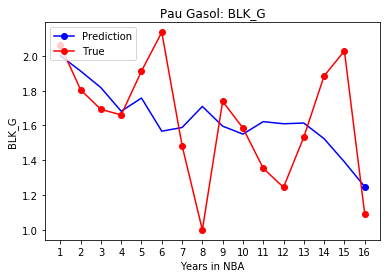 Pau Gasol: BLK_G
Prediction
True
2.0
1.8
1.6
1.4
1.2
1.0
BLK_G
1 2 3 4 5 6 7 8 9 10 11 12 13 14 15 16
Years in NBA